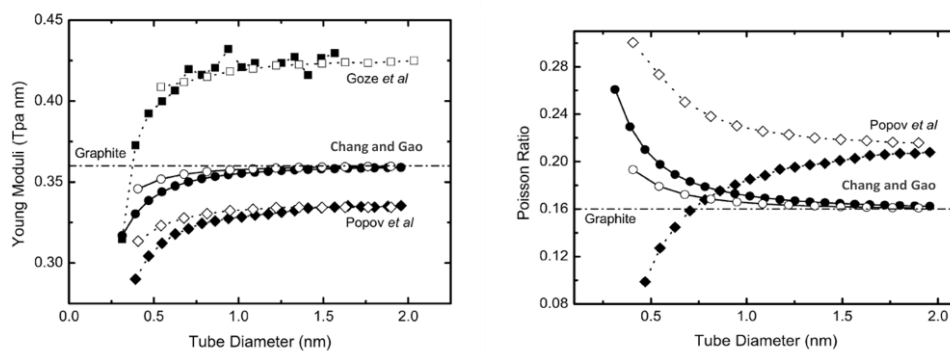 0.45
0.40
0.35
0.30
Young Moduli (Tpa nm)
Goze et al
Graphite
Chang and Gao
Popov et al
0.0 0.5 1.0 1.5 2.0
Tube Diameter (nm)
0.28
0.24
0.20
0.16
0.12
0.08
Poisson Ratio
Popov et al
Chang and Gao
Graphite
0.0 0.5 1.0 1.5 2.0
Tube Diameter (nm)